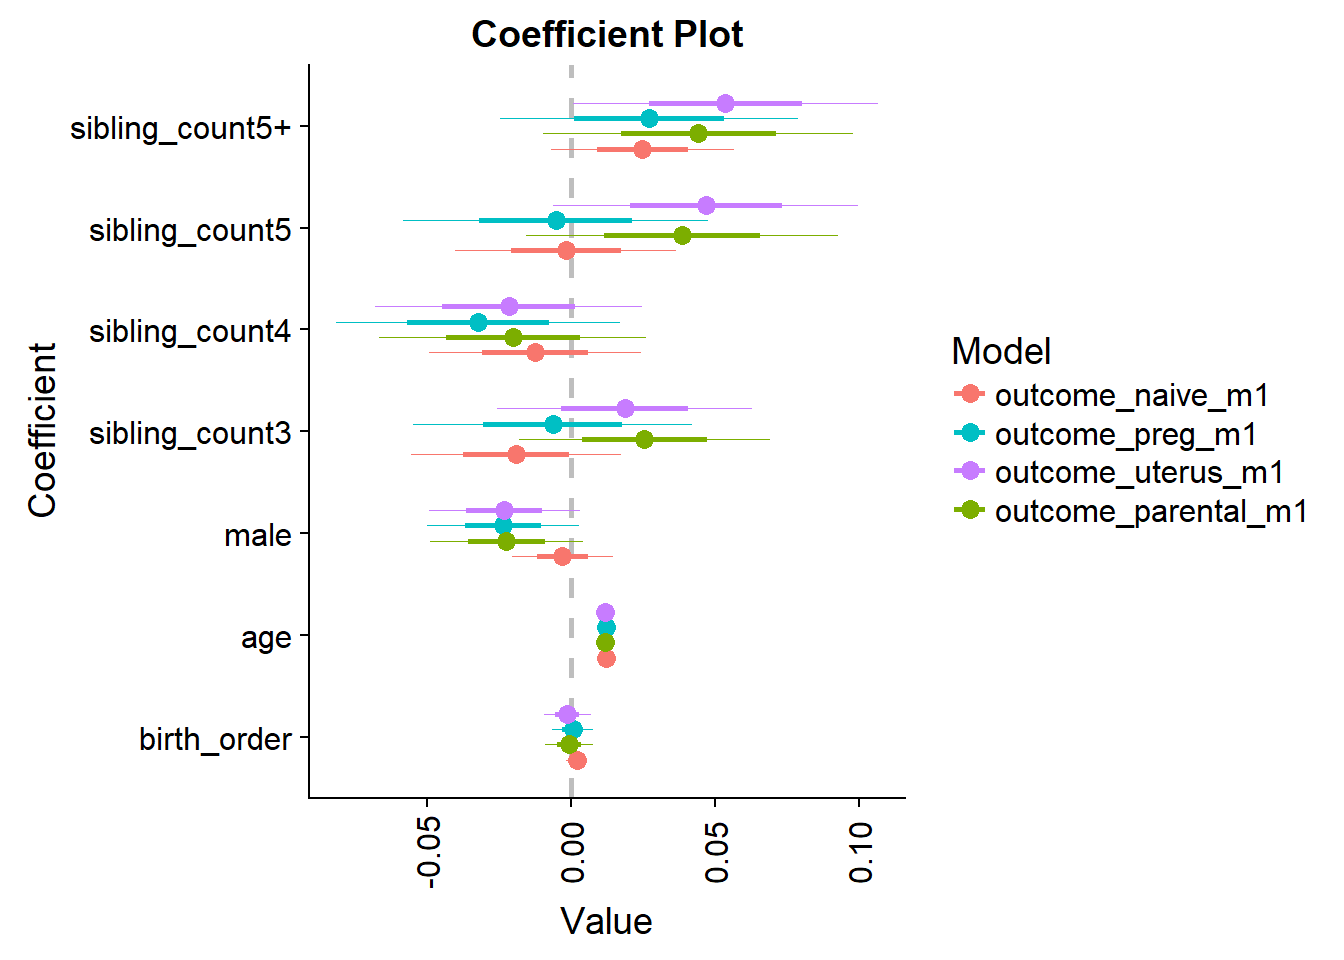 Coefficient Plot
sibling_count5+
sibling_count5
sibling_count4
sibling_count3
male
age
birth_order
Coefficient
-0.05
0.00
0.05
0.10
Value
Model
outcome_naive_m1
outcome_preg_m1
outcome_uterus_m1
outcome_parental_m1